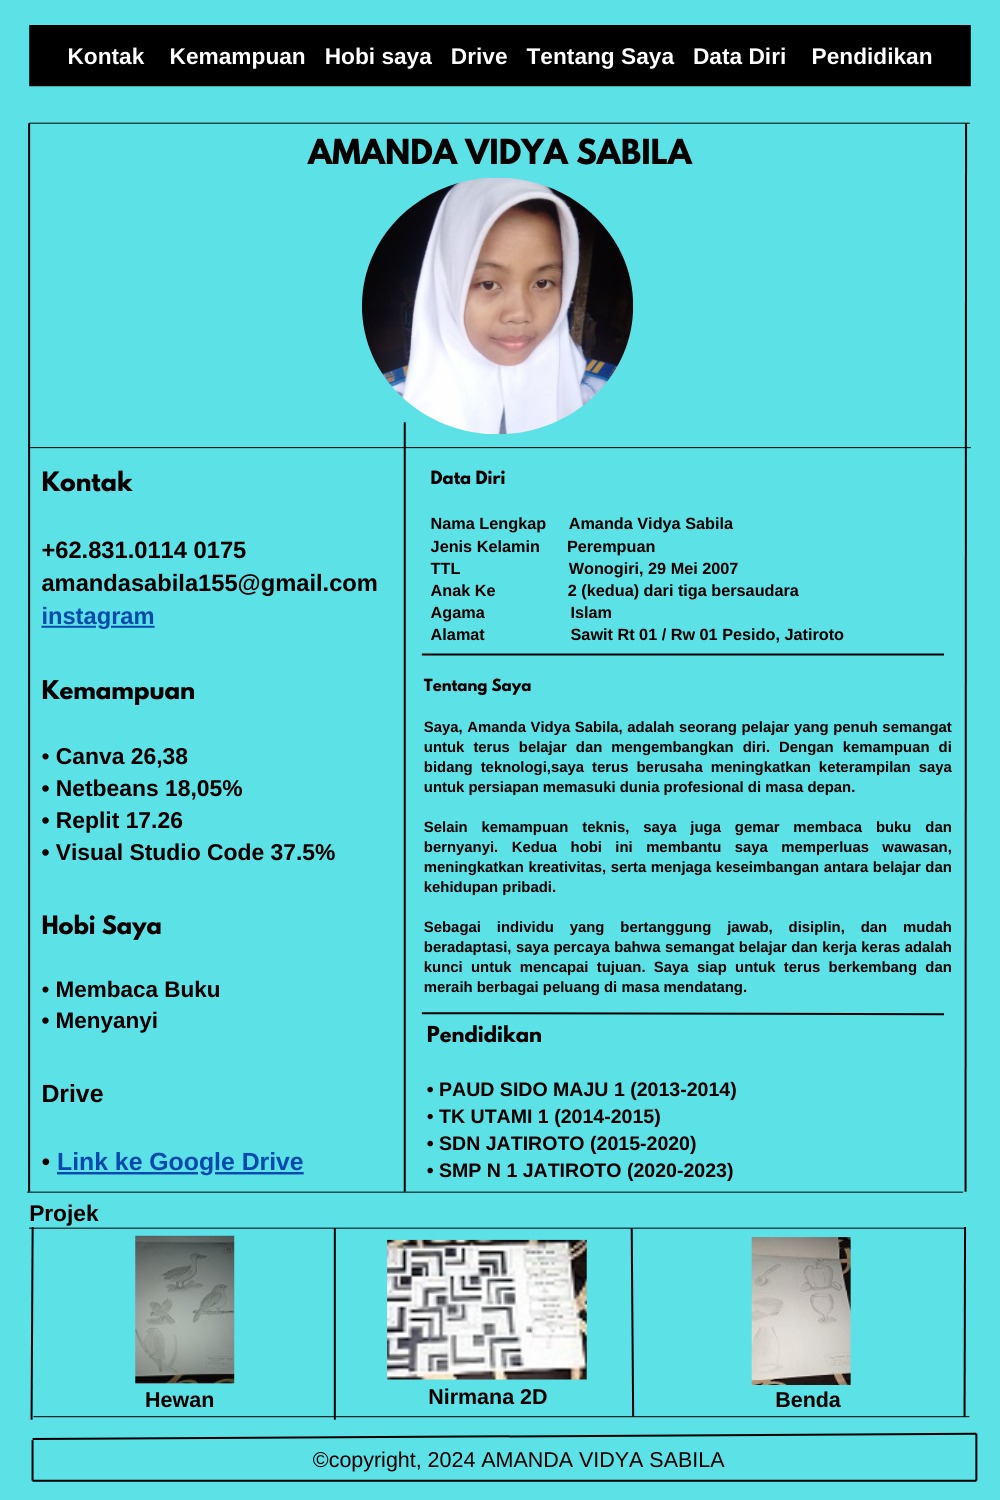 Kontak Kemampuan Hobi saya Drive Tentang Saya Data Diri Pendidikan
AMANDA VIDYA SABILA
Kontak
+62.831.0114 0175
amandasabila155@gmail.com
instagram
Kemampuan
• Canva 26,38
• Netbeans 18,05%
• Replit 17.26
• Visual Studio Code 37.5%
Hobi Saya
• Membaca Buku
• Menyanyi
Drive
• Link ke Google Drive
Data Diri
Nama Lengkap Amanda Vidya Sabila
Jenis Kelamin Perempuan
TTL Wonogiri, 29 Mei 2007
Anak Ke 2 (kedua) dari tiga bersaudara
Agama Islam
Alamat Sawit Rt 01 / Rw 01 Pesido, Jatiroto
Tentang Saya
Saya, Amanda Vidya Sabila, adalah seorang pelajar yang penuh semangat
untuk terus belajar dan mengembangkan diri. Dengan kemampuan di
bidang teknologi,saya terus berusaha meningkatkan keterampilan saya
untuk persiapan memasuki dunia profesional di masa depan.
Selain kemampuan teknis, saya juga gemar membaca buku dan
bernyanyi. Kedua hobi ini membantu saya memperluas wawasan,
meningkatkan kreativitas, serta menjaga keseimbangan antara belajar dan
kehidupan pribadi.
Sebagai individu yang bertanggung jawab, disiplin, dan mudah
beradaptasi, saya percaya bahwa semangat belajar dan kerja keras adalah
kunci untuk mencapai tujuan. Saya siap untuk terus berkembang dan
meraih berbagai peluang di masa mendatang.
Pendidikan
• PAUD SIDO MAJU 1 (2013-2014)
• TK UTAMI 1 (2014-2015)
• SDN JATIROTO (2015-2020)
• SMP N 1 JATIROTO (2020-2023)
Projek
Hewan
Nirmana 2D
Benda
©copyright, 2024 AMANDA VIDYA SABILA